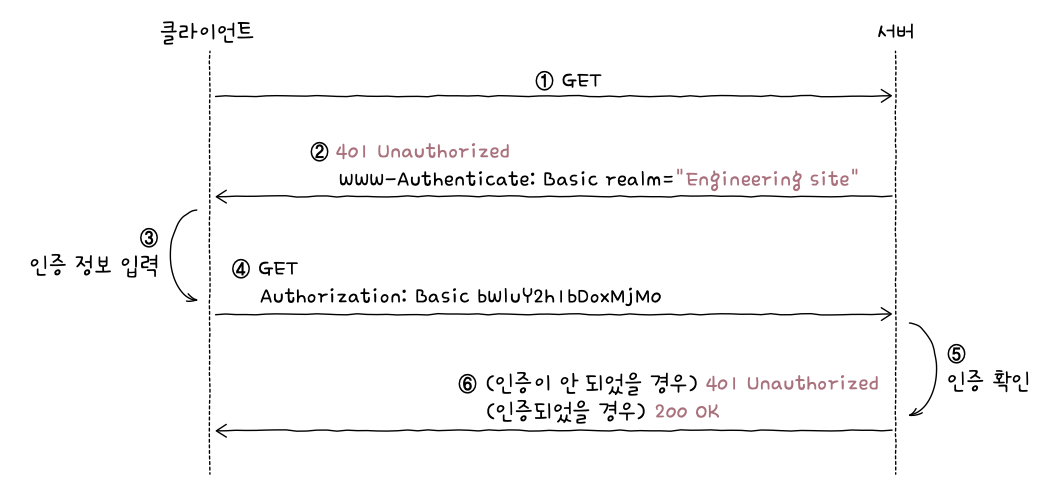 클라이언트
서버
① GET
② 401 Unauthorized
WWW-Authenticate: Basic realm="Engineering site"
③
인증 정보 입력
④ GET
Authorization: Basic bWluY2hlbDoxMjM0
⑤
인증 확인
⑥ (인증이 안 되었을 경우) 401 Unauthorized
(인증되었을 경우) 200 OK